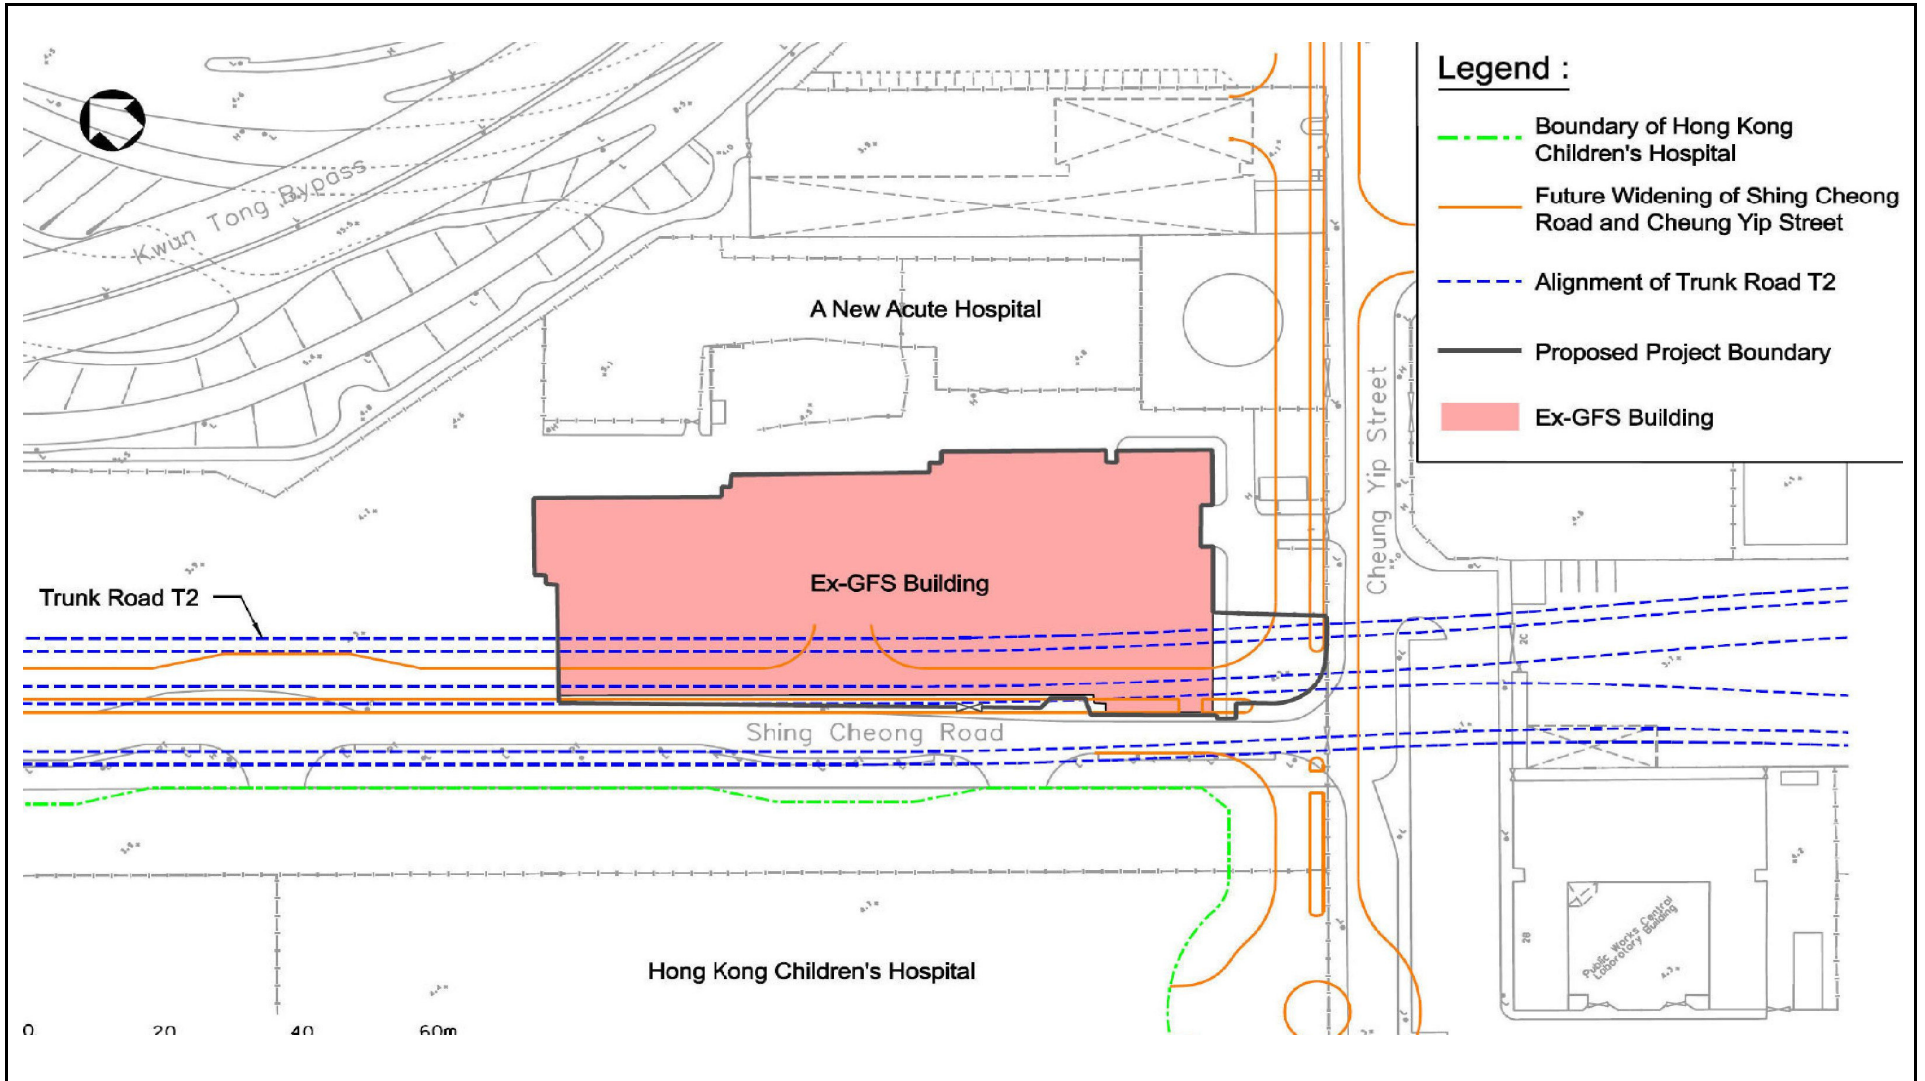 Legend :
Boundary of Hong Kong
Children's Hospital
Future Widening of Shing Cheong
Road and Cheung Yip Street
Alignment of Trunk Road T2
Proposed Project Boundary
Ex-GFS Building
Kwun Tong Bypass
A New Acute Hospital
Cheung Yip Street
Ex-GFS Building
Trunk Road T2
Shing Cheong Road
Hong Kong Children's Hospital
Public Works Central
Laboratory Building
2C
2B
0 20 40 60m